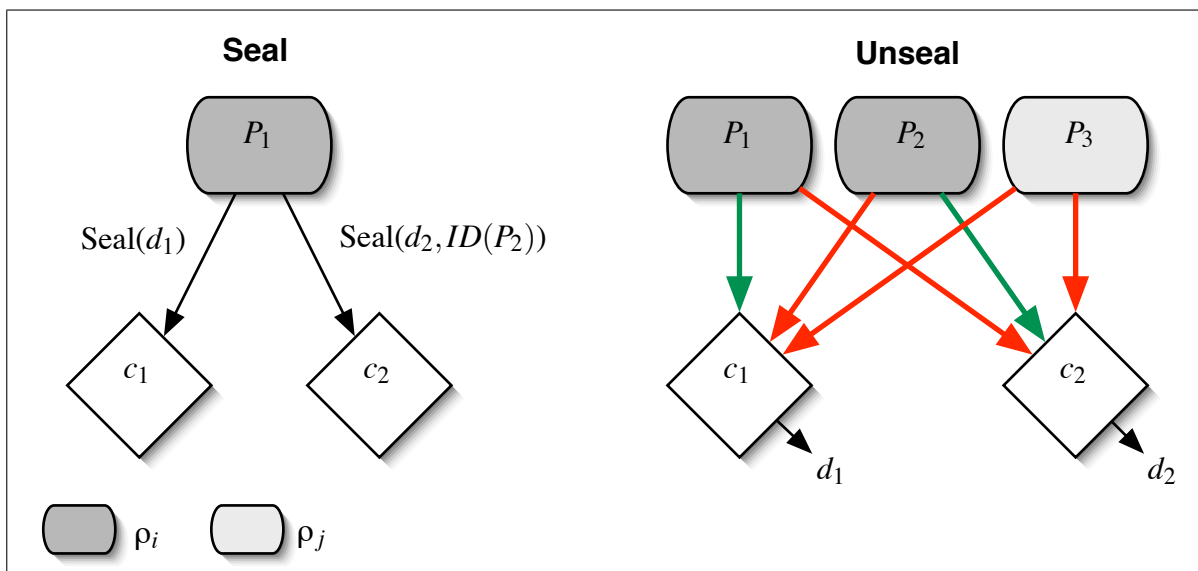 Seal
P₁
Seal(d₁)
Seal(d₂, ID(P₂))
c₁
c₂
ρᵢ
ρⱼ
Unseal
P₁
P₂
P₃
c₁
c₂
d₁
d₂